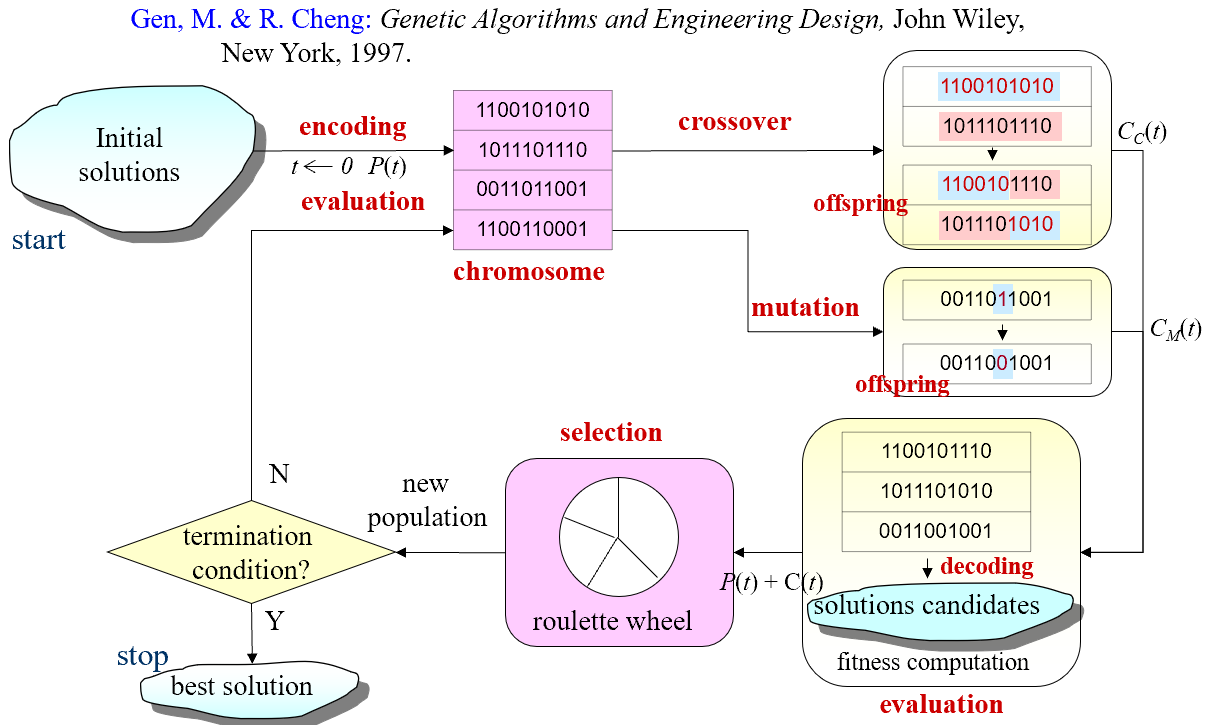 Gen, M. & R. Cheng: Genetic Algorithms and Engineering Design, John Wiley,
New York, 1997.
Initial
solutions
start
encoding
t ← 0 P(t)
evaluation
1100101010
1011101110
0011011001
1100110001
chromosome
crossover
1100101010
1011101110
offspring
1100101110
1011101010
C_C(t)
mutation
0011011001
0011001001
offspring
C_M(t)
1100101110
1011101010
0011001001
decoding
solutions candidates
fitness computation
evaluation
P(t) + C(t)
selection
roulette wheel
new
population
termination
condition?
N
Y
stop
best solution